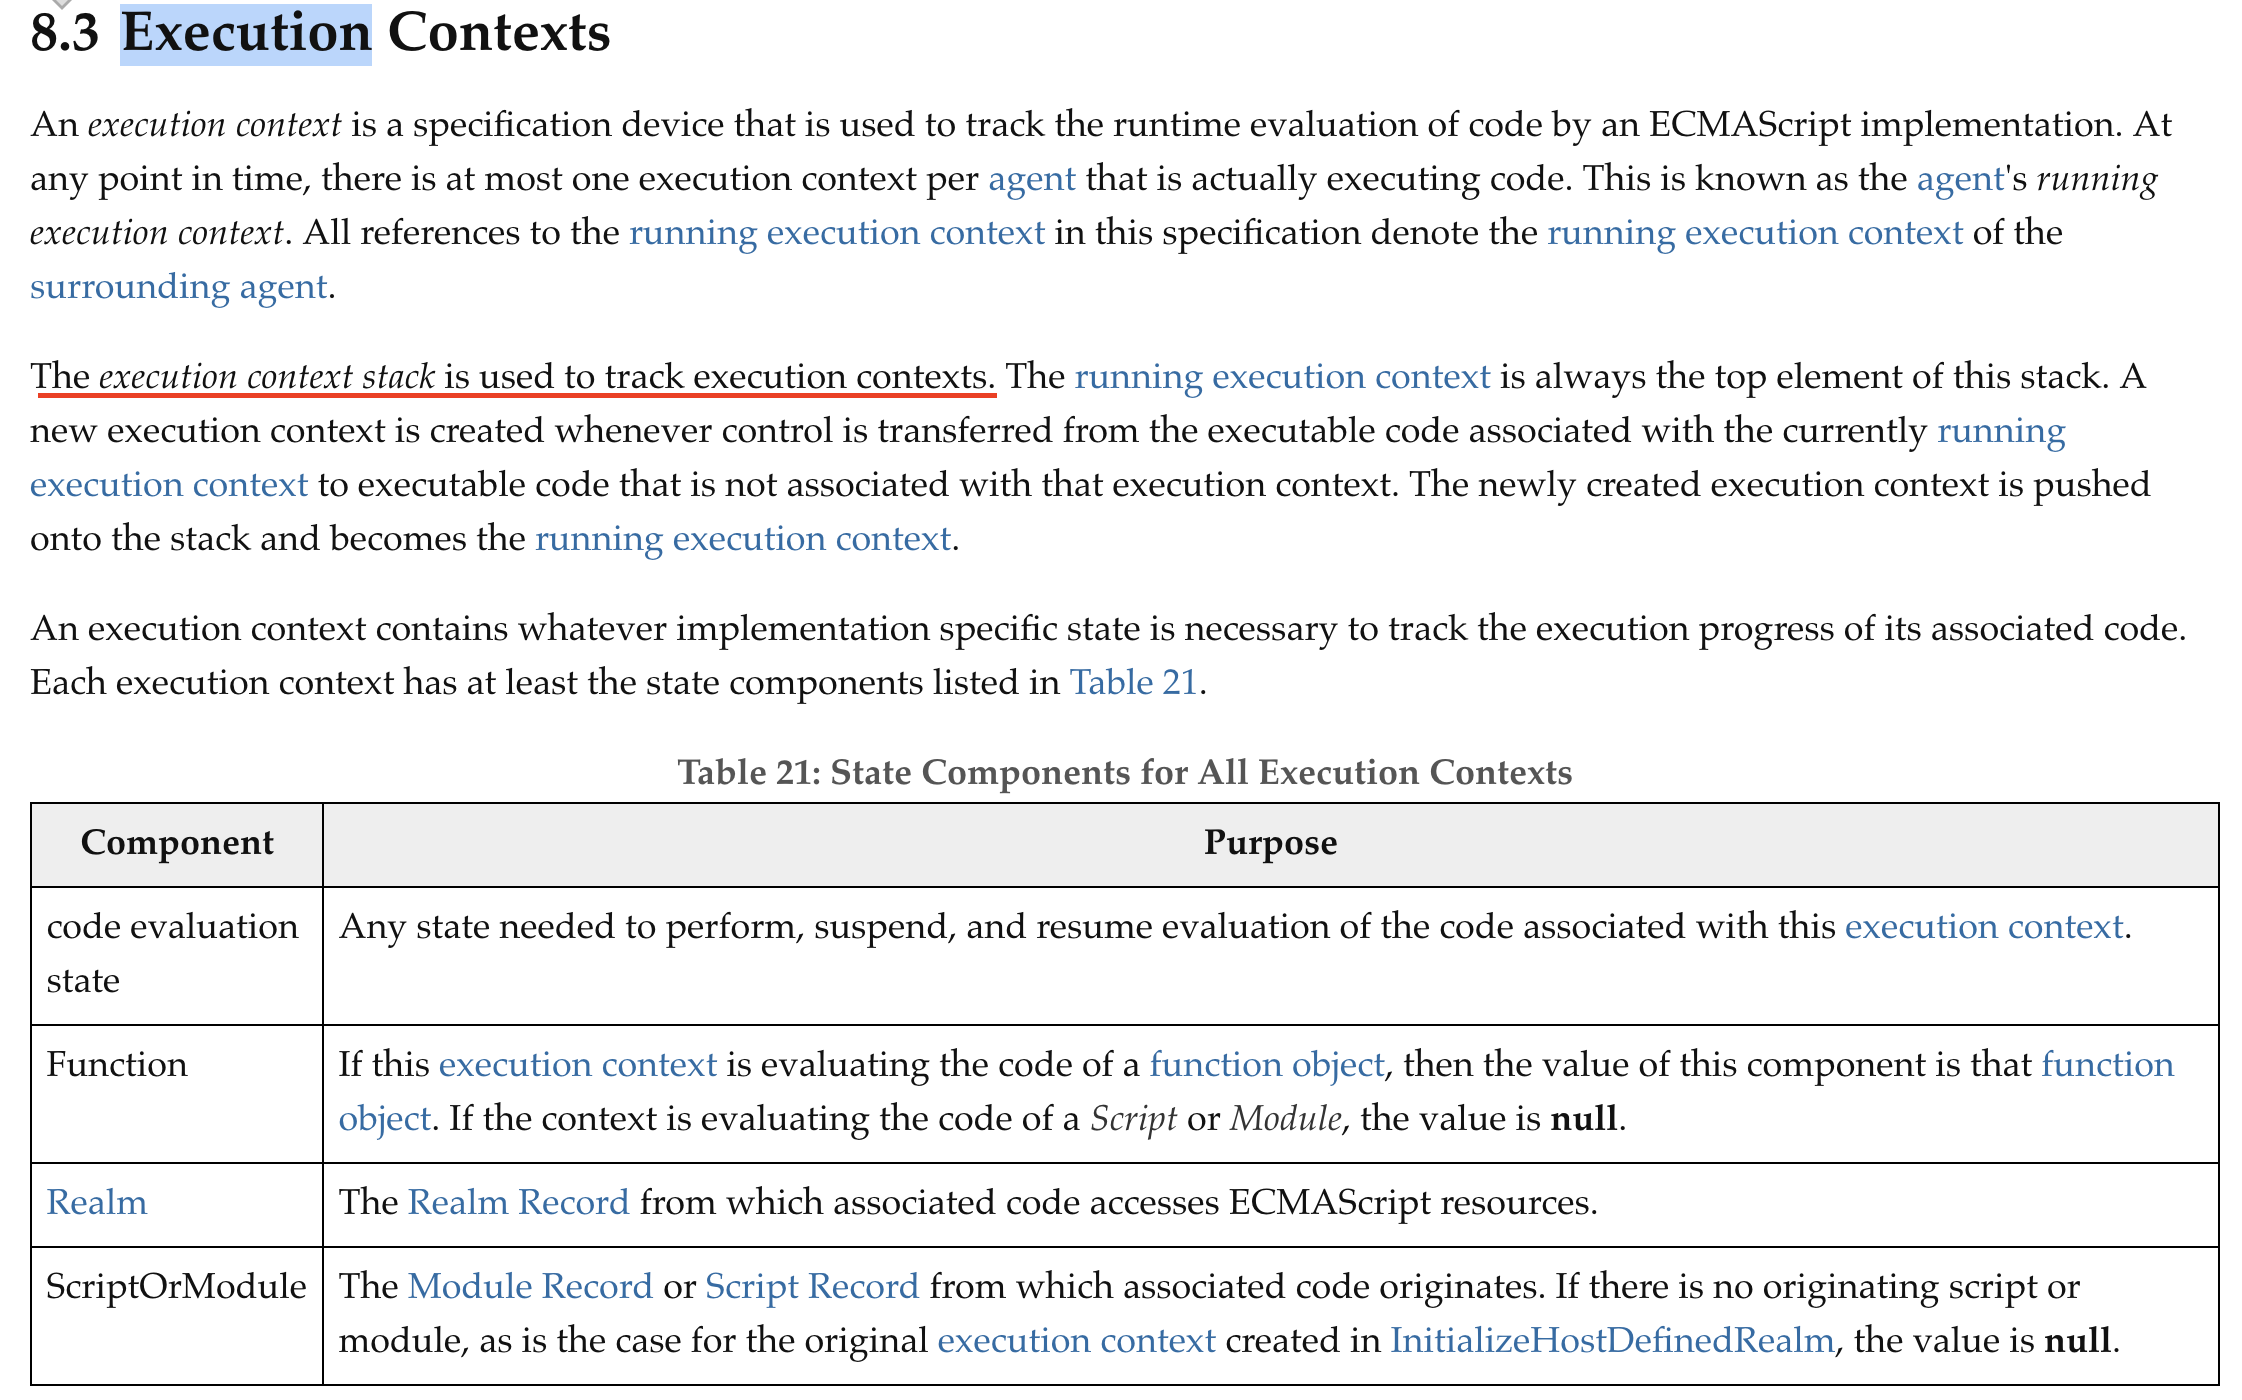 8.3 Execution Contexts
An execution context is a specification device that is used to track the runtime evaluation of code by an ECMAScript implementation. At
any point in time, there is at most one execution context per agent that is actually executing code. This is known as the agent's running
execution context. All references to the running execution context in this specification denote the running execution context of the
surrounding agent.
The execution context stack is used to track execution contexts. The running execution context is always the top element of this stack. A
new execution context is created whenever control is transferred from the executable code associated with the currently running
execution context to executable code that is not associated with that execution context. The newly created execution context is pushed
onto the stack and becomes the running execution context.
An execution context contains whatever implementation specific state is necessary to track the execution progress of its associated code.
Each execution context has at least the state components listed in Table 21.
Table 21: State Components for All Execution Contexts
Component Purpose
code evaluation Any state needed to perform, suspend, and resume evaluation of the code associated with this execution context.
state
Function If this execution context is evaluating the code of a function object, then the value of this component is that function
object. If the context is evaluating the code of a Script or Module, the value is null.
Realm The Realm Record from which associated code accesses ECMAScript resources.
ScriptOrModule The Module Record or Script Record from which associated code originates. If there is no originating script or
module, as is the case for the original execution context created in InitializeHostDefinedRealm, the value is null.